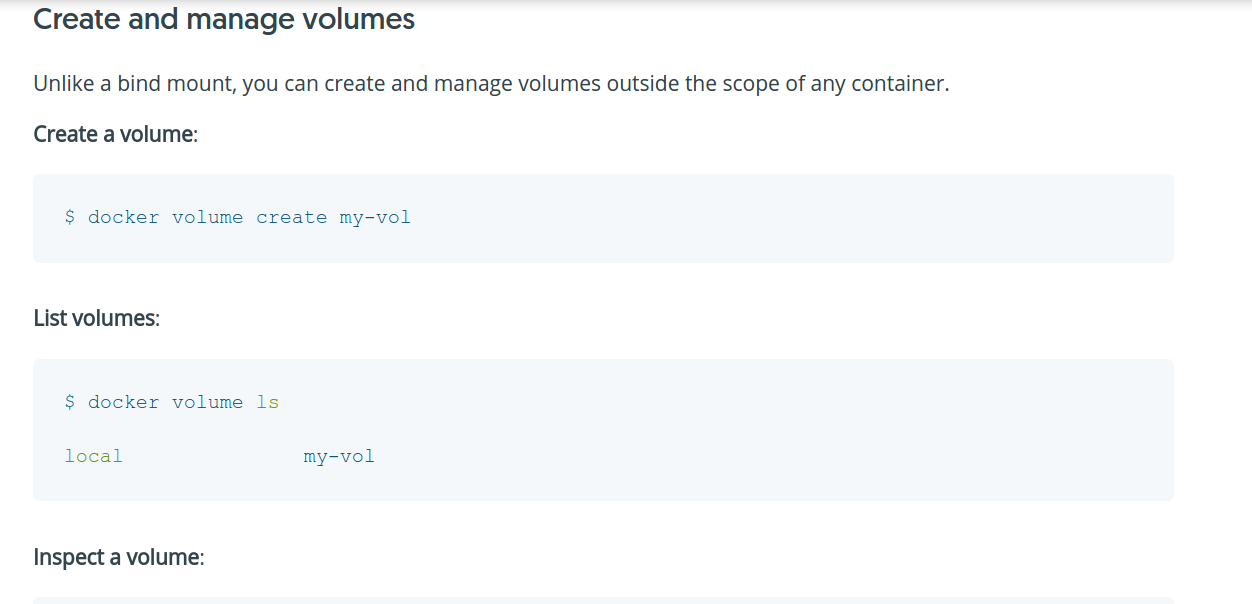 Create and manage volumes
Unlike a bind mount, you can create and manage volumes outside the scope of any container.
Create a volume:
$ docker volume create my-vol
List volumes:
$ docker volume ls
local               my-vol
Inspect a volume: